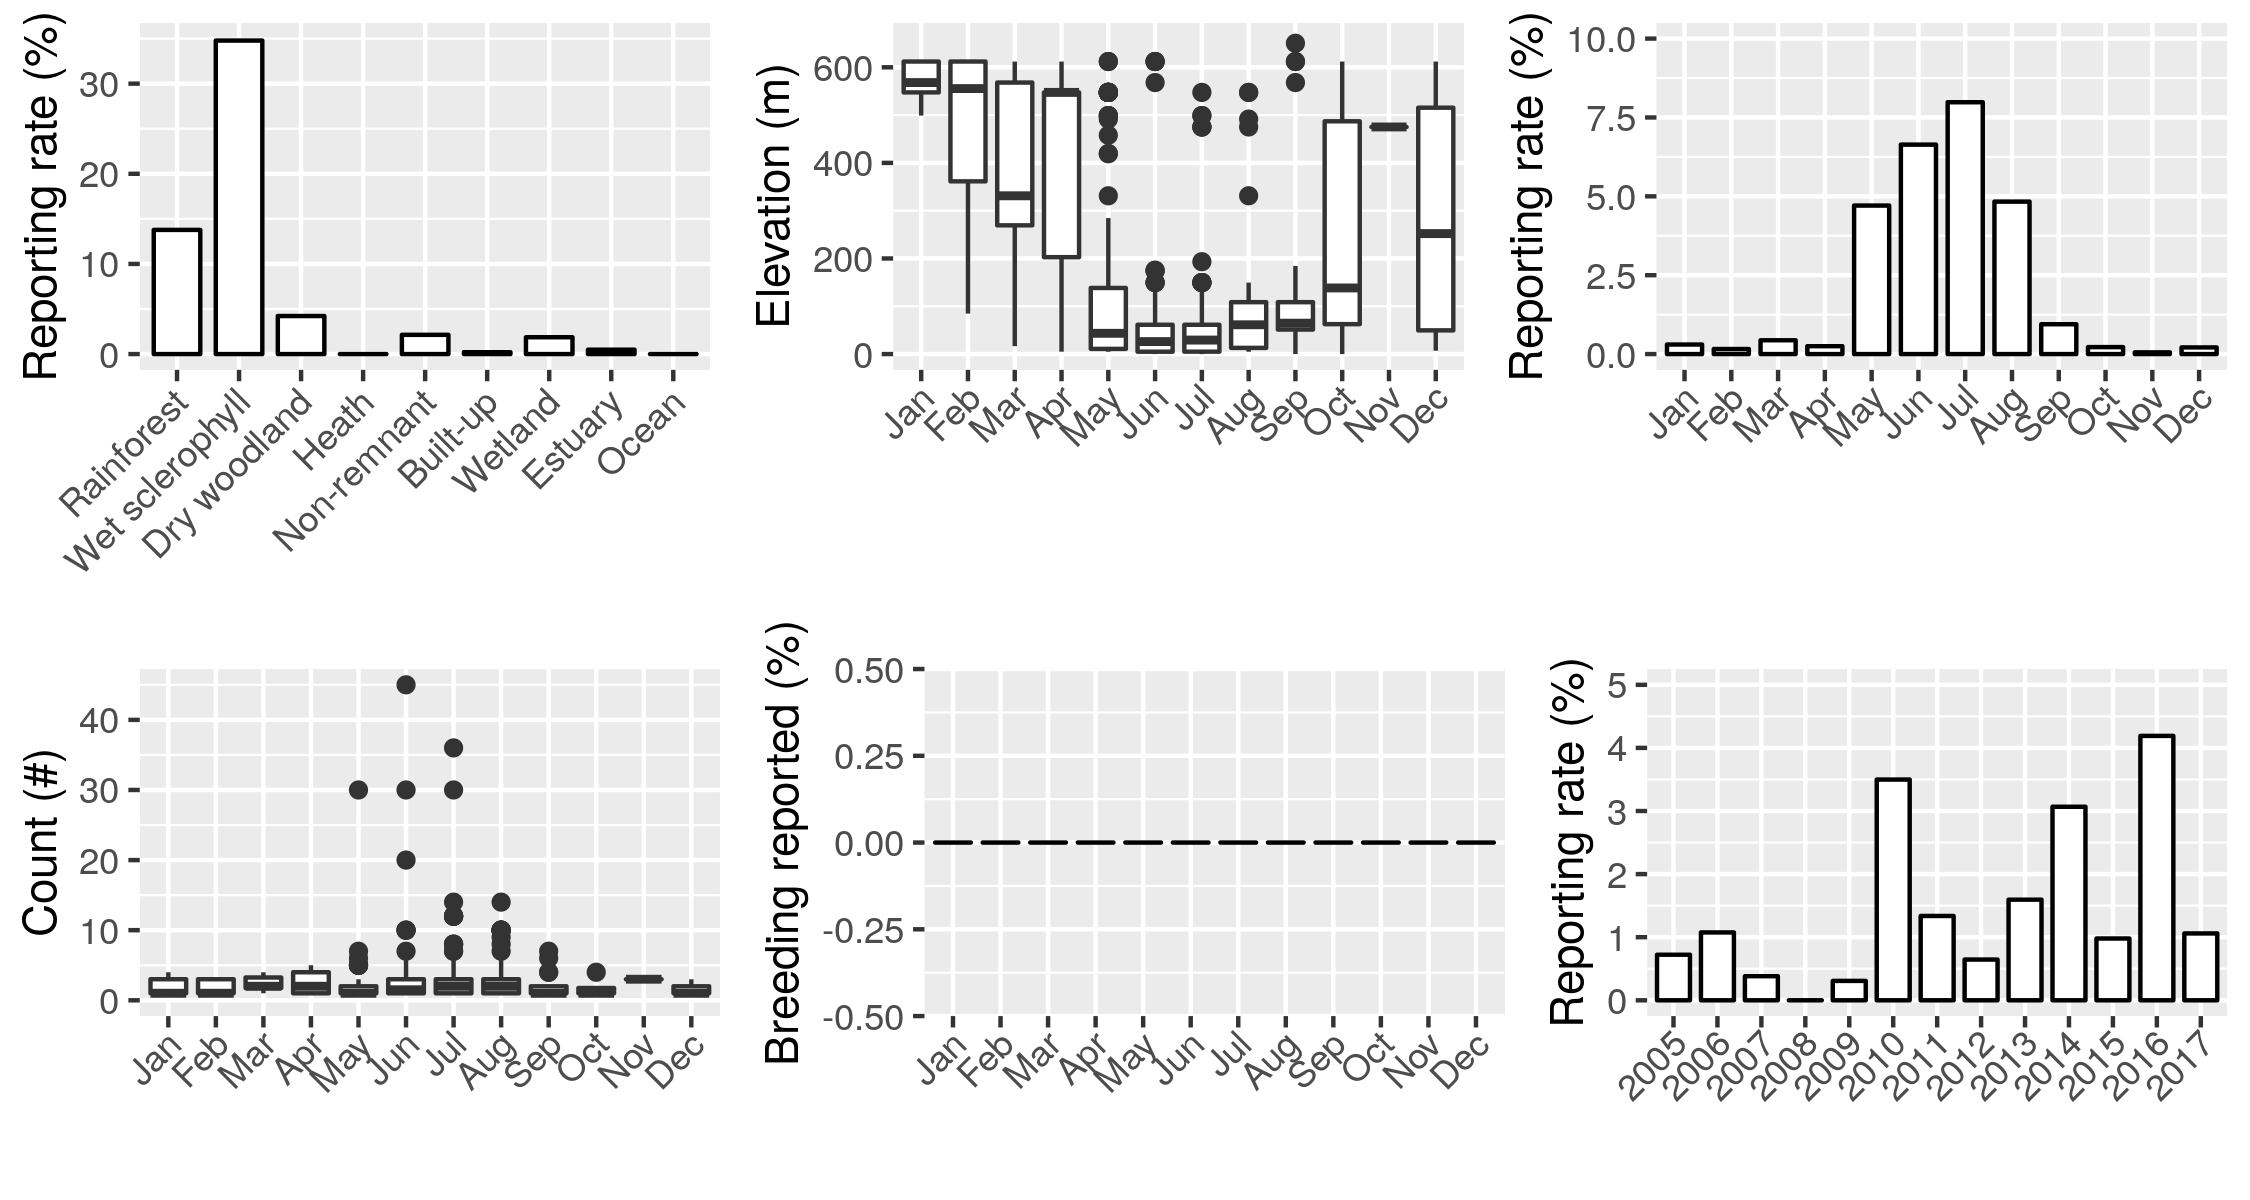 Reporting rate (%)
30
20
10
0
Rainforest
Wet sclerophyll
Dry woodland
Heath
Non-remnant
Built-up
Wetland
Estuary
Ocean
Elevation (m)
600
400
200
0
Jan
Feb
Mar
Apr
May
Jun
Jul
Aug
Sep
Oct
Nov
Dec
Reporting rate (%)
10.0
7.5
5.0
2.5
0.0
Jan
Feb
Mar
Apr
May
Jun
Jul
Aug
Sep
Oct
Nov
Dec
Count (#)
40
30
20
10
0
Jan
Feb
Mar
Apr
May
Jun
Jul
Aug
Sep
Oct
Nov
Dec
Breeding reported (%)
0.50
0.25
0.00
-0.25
-0.50
Jan
Feb
Mar
Apr
May
Jun
Jul
Aug
Sep
Oct
Nov
Dec
Reporting rate (%)
5
4
3
2
1
0
2005
2006
2007
2008
2009
2010
2011
2012
2013
2014
2015
2016
2017